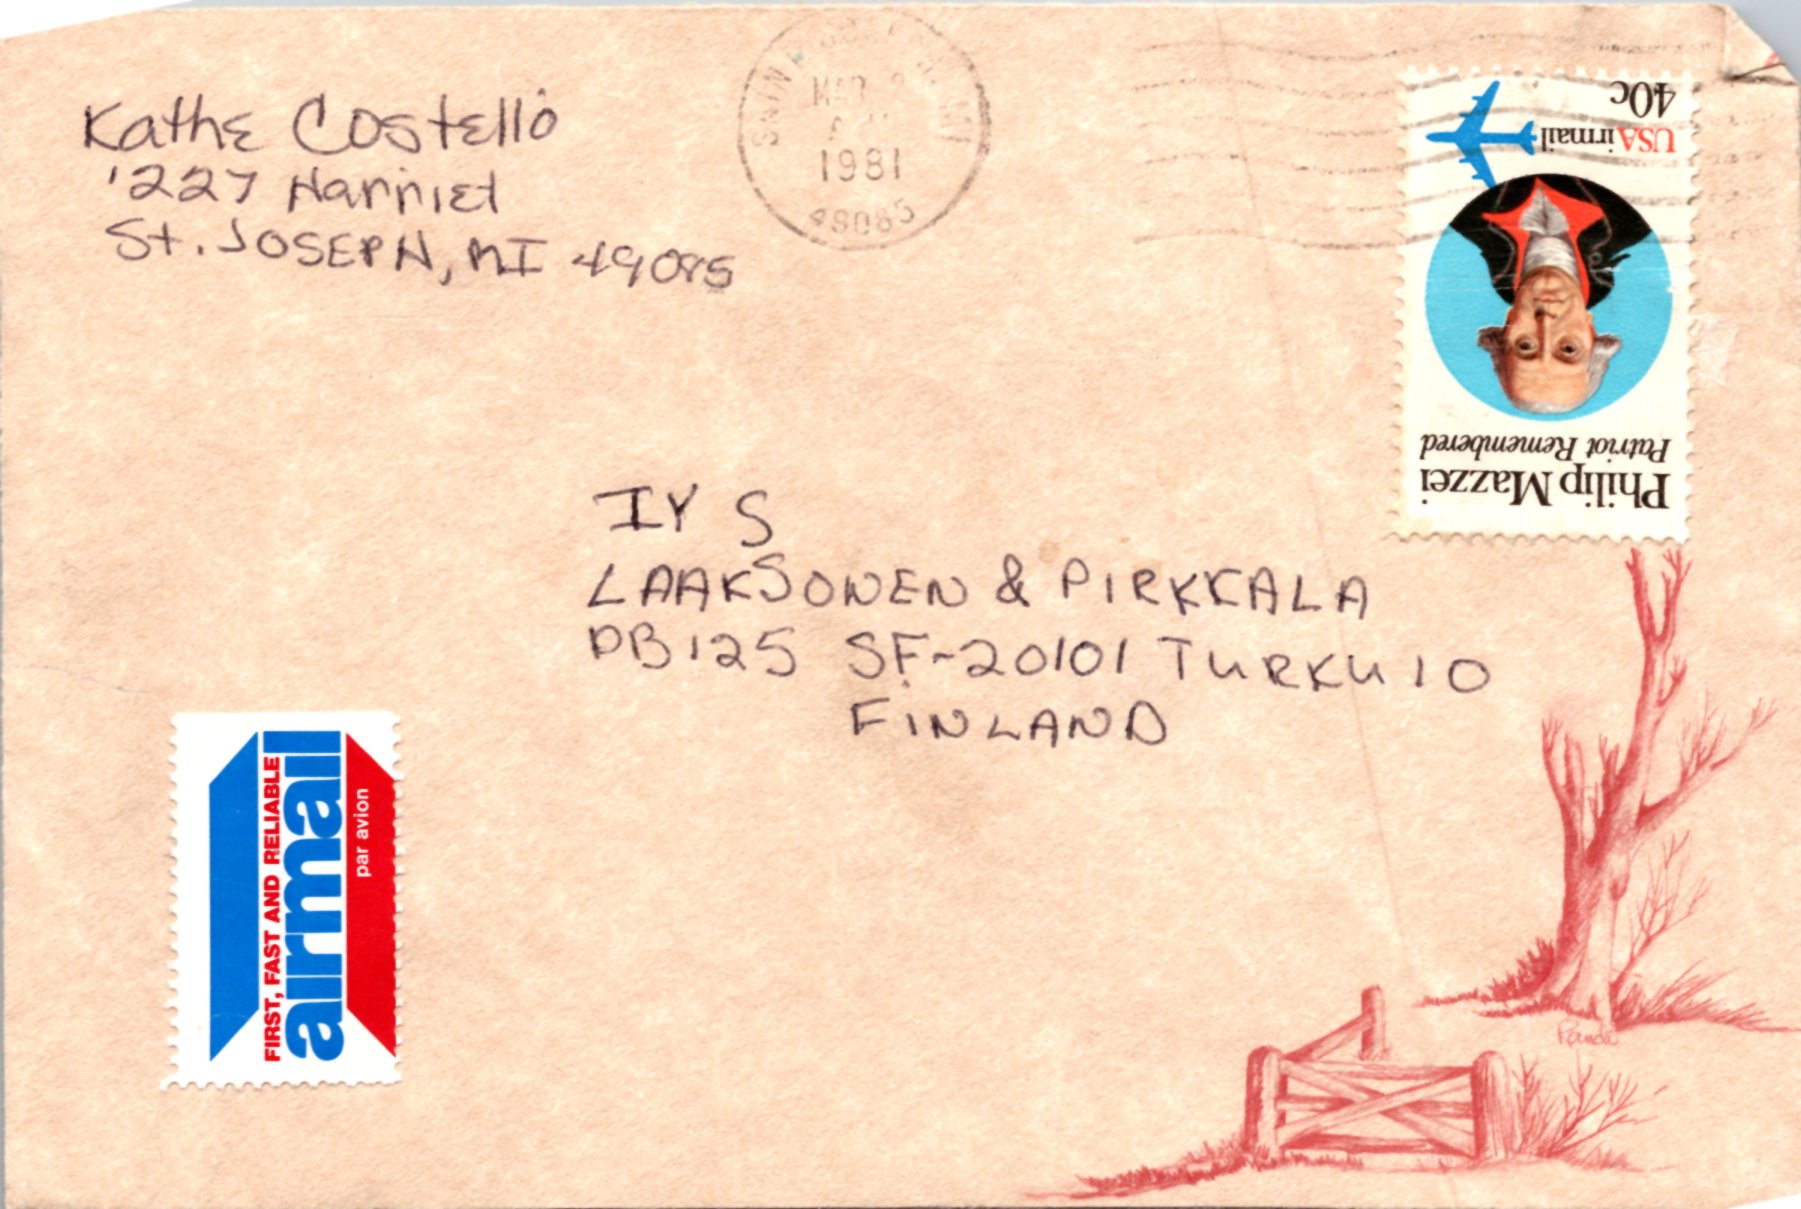 Kathe Costello
1227 Harriet
St. JOSEPH, MI 49085
1981
49085
40c
USAirmail
Patriot Remembered
Philip Mazzei
IYS
LAAKSONEN & PIRKKALA
PB 125 SF-20101 TURKU 10
FINLAND
FIRST, FAST AND RELIABLE
airmail
par avion